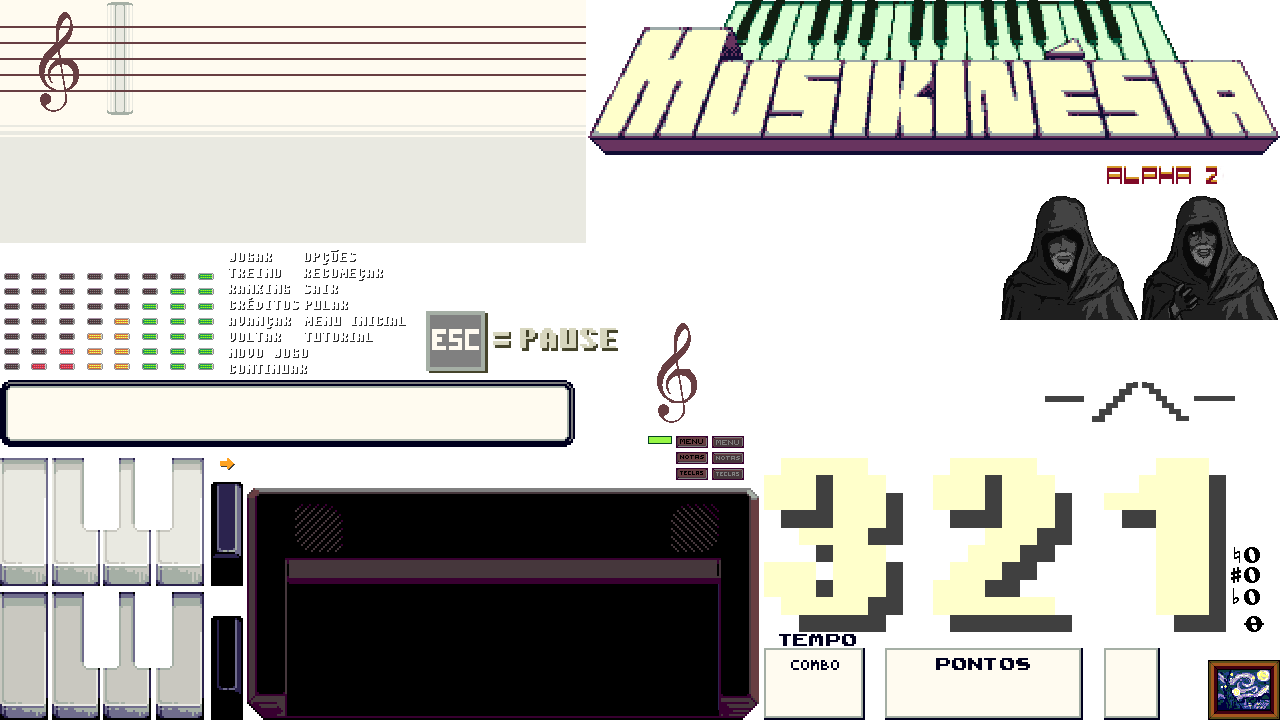 MUSIKINÉSIA
ALPHA 2
JOGAR OPÇÕES
TREINO RECOMEÇAR
RANKING SAIR
CRÉDITOS PULAR
AVANÇAR MENU INICIAL
VOLTAR TUTORIAL
NOVO JOGO
CONTINUAR
ESC = PAUSE
MENU MENU
NOTAS NOTAS
TECLAS TECLAS
3 2 1
TEMPO
COMBO
PONTOS